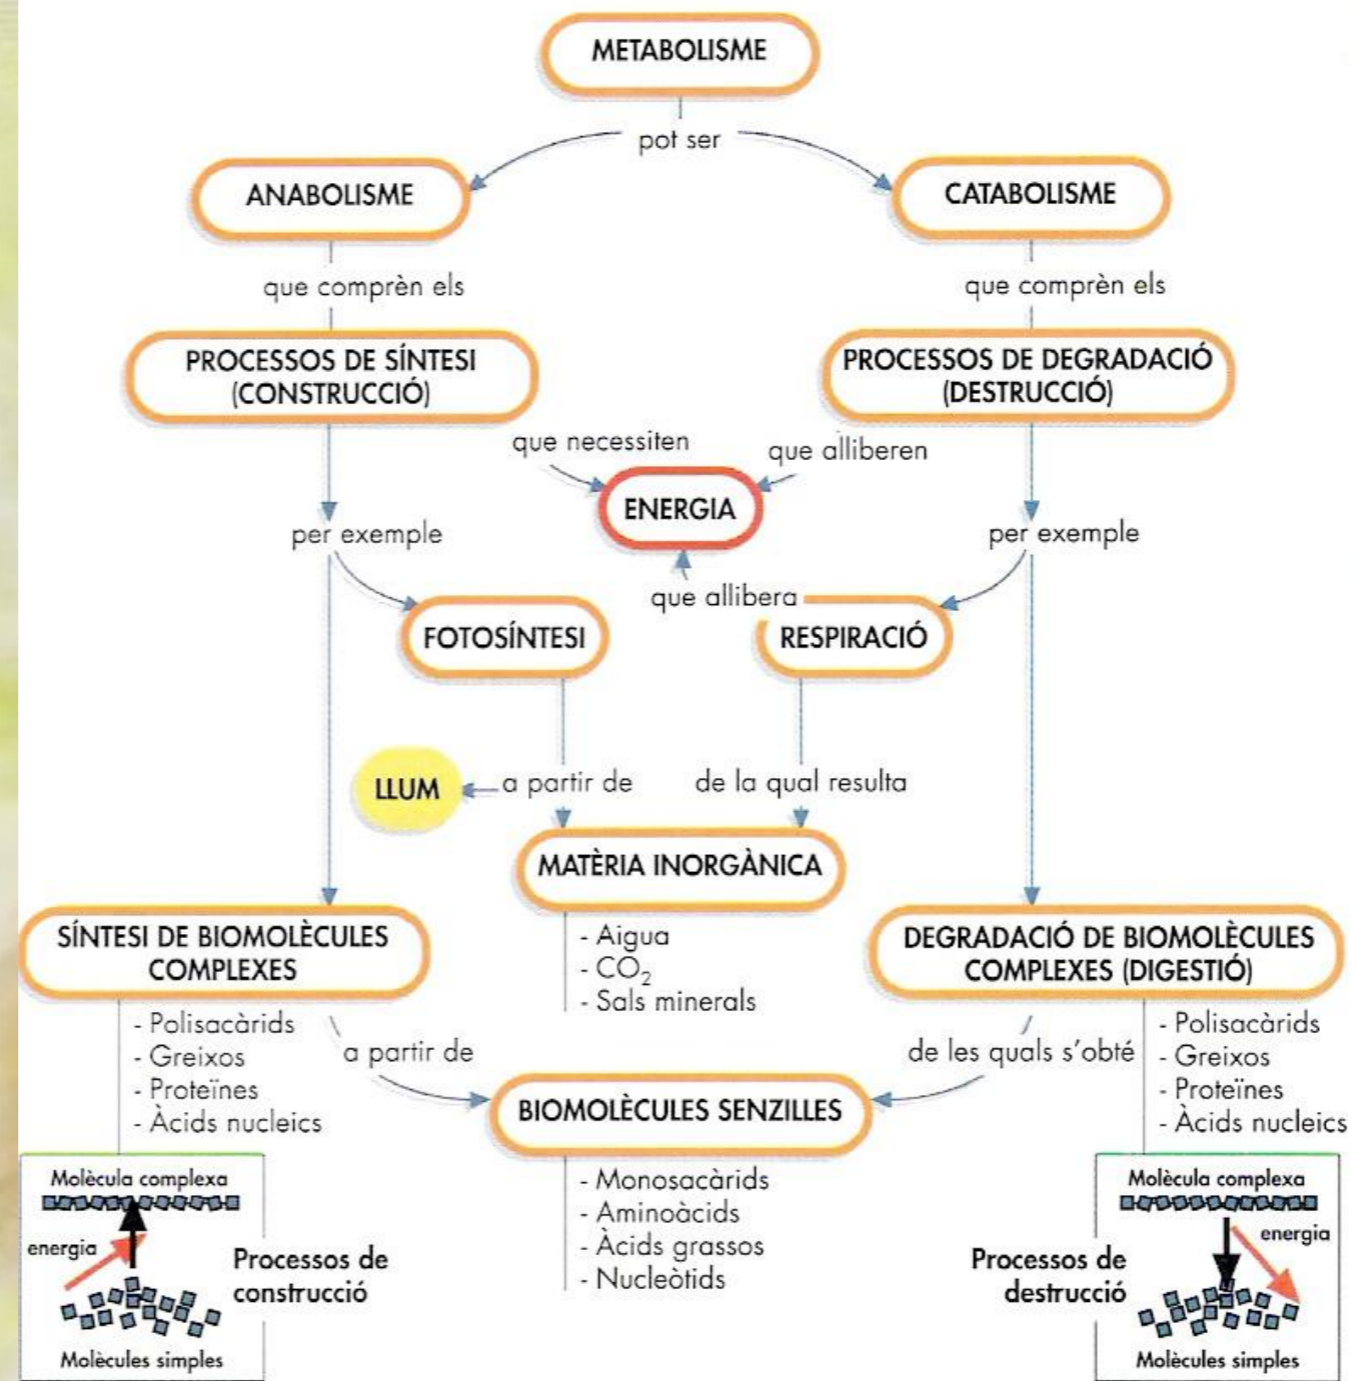 METABOLISME
pot ser
ANABOLISME
CATABOLISME
que comprèn els
que comprèn els
PROCESSOS DE SÍNTESI
(CONSTRUCCIÓ)
PROCESSOS DE DEGRADACIÓ
(DESTRUCCIÓ)
que necessiten
que alliberen
ENERGIA
per exemple
per exemple
que allibera
FOTOSÍNTESI
RESPIRACIÓ
LLUM
a partir de
de la qual resulta
MATÈRIA INORGÀNICA
- Aigua
- CO₂
- Sals minerals
SÍNTESI DE BIOMOLÈCULES
COMPLEXES
- Polisacàrids
- Greixos
- Proteïnes
- Àcids nucleics
DEGRADACIÓ DE BIOMOLÈCULES
COMPLEXES (DIGESTIÓ)
- Polisacàrids
- Greixos
- Proteïnes
- Àcids nucleics
a partir de
de les quals s'obté
BIOMOLÈCULES SENZILLES
- Monosacàrids
- Aminoàcids
- Àcids grassos
- Nucleòtids
Molècula complexa
energia
Processos de
construcció
Molècules simples
Molècula complexa
energia
Processos de
destrucció
Molècules simples